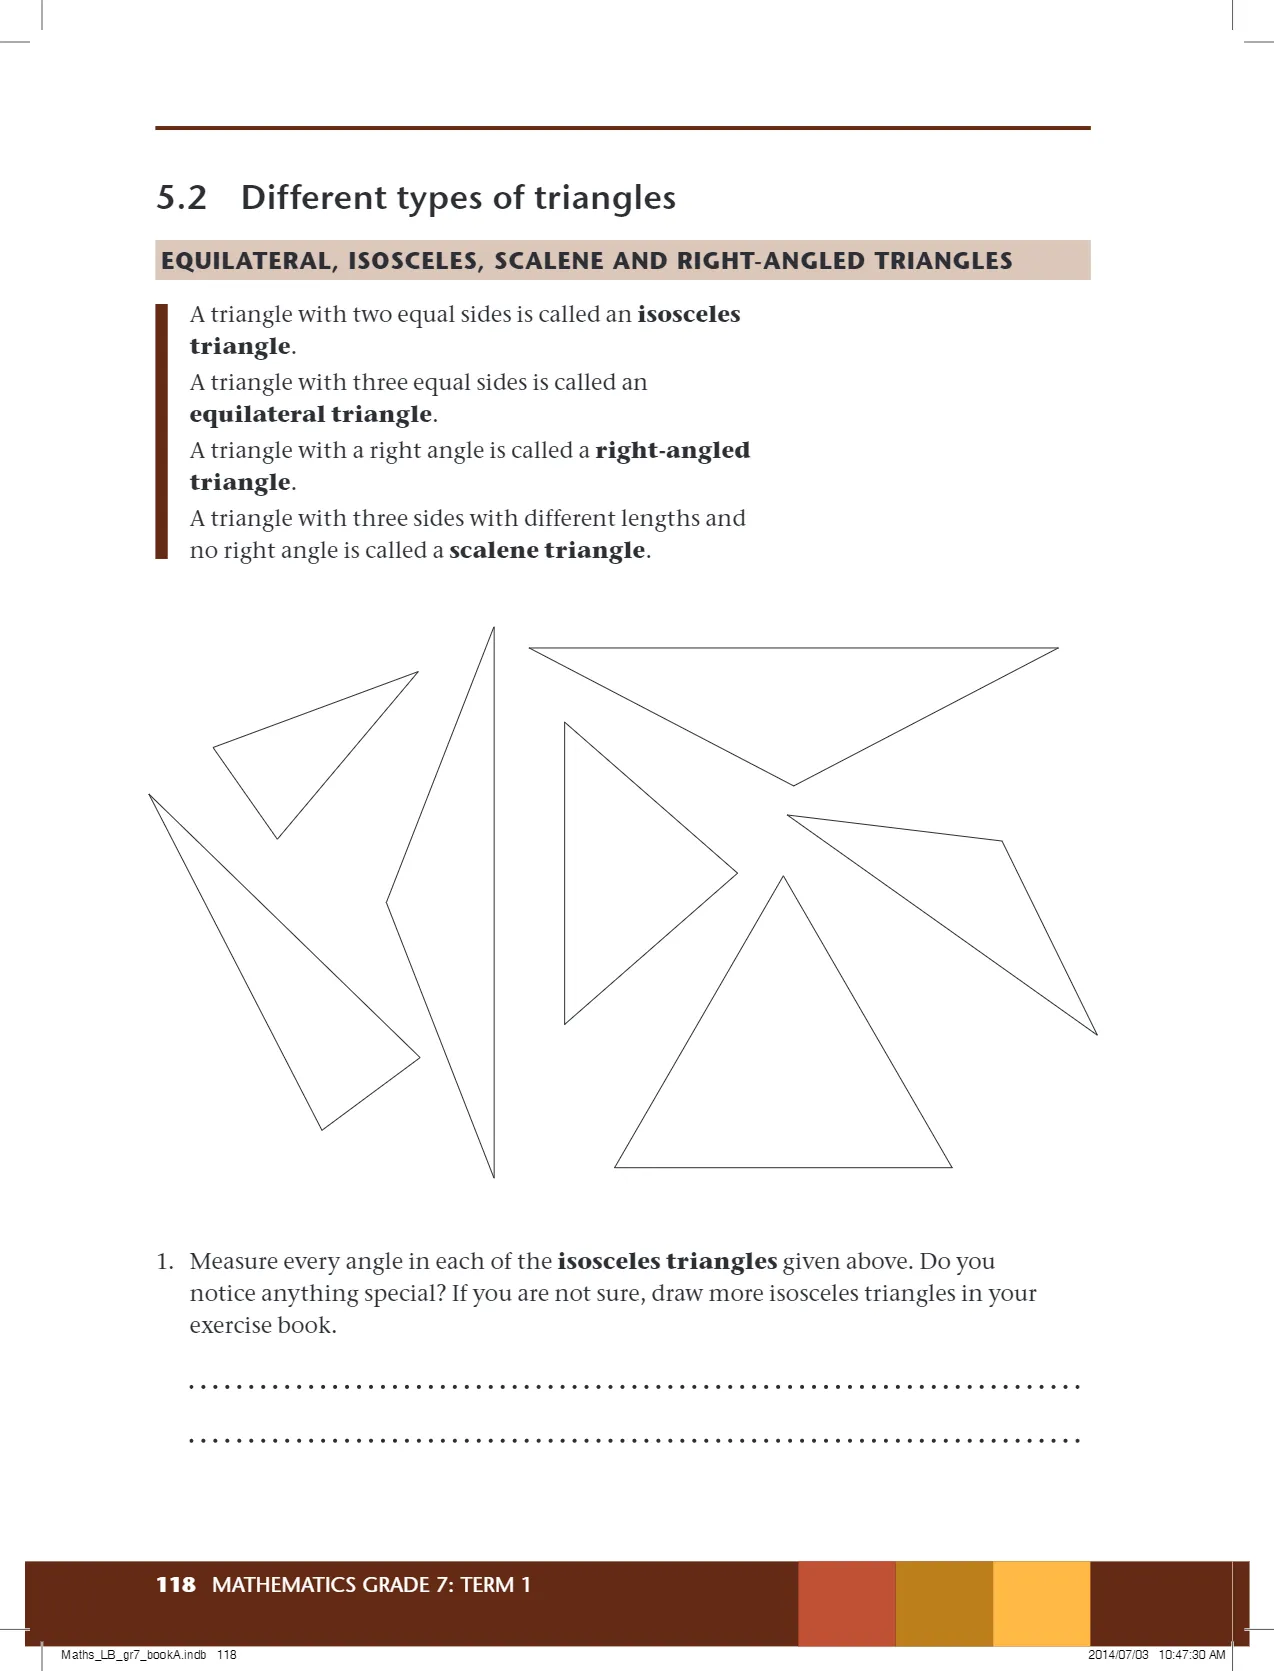 5.2 Different types of triangles
EQUILATERAL, ISOSCELES, SCALENE AND RIGHT-ANGLED TRIANGLES
A triangle with two equal sides is called an isosceles
triangle.
A triangle with three equal sides is called an
equilateral triangle.
A triangle with a right angle is called a right-angled
triangle.
A triangle with three sides with different lengths and
no right angle is called a scalene triangle.
1. Measure every angle in each of the isosceles triangles given above. Do you
notice anything special? If you are not sure, draw more isosceles triangles in your
exercise book.
118 MATHEMATICS GRADE 7: TERM 1
Maths_LB_gr7_bookA.indb 118
2014/07/03 10:47:30 AM